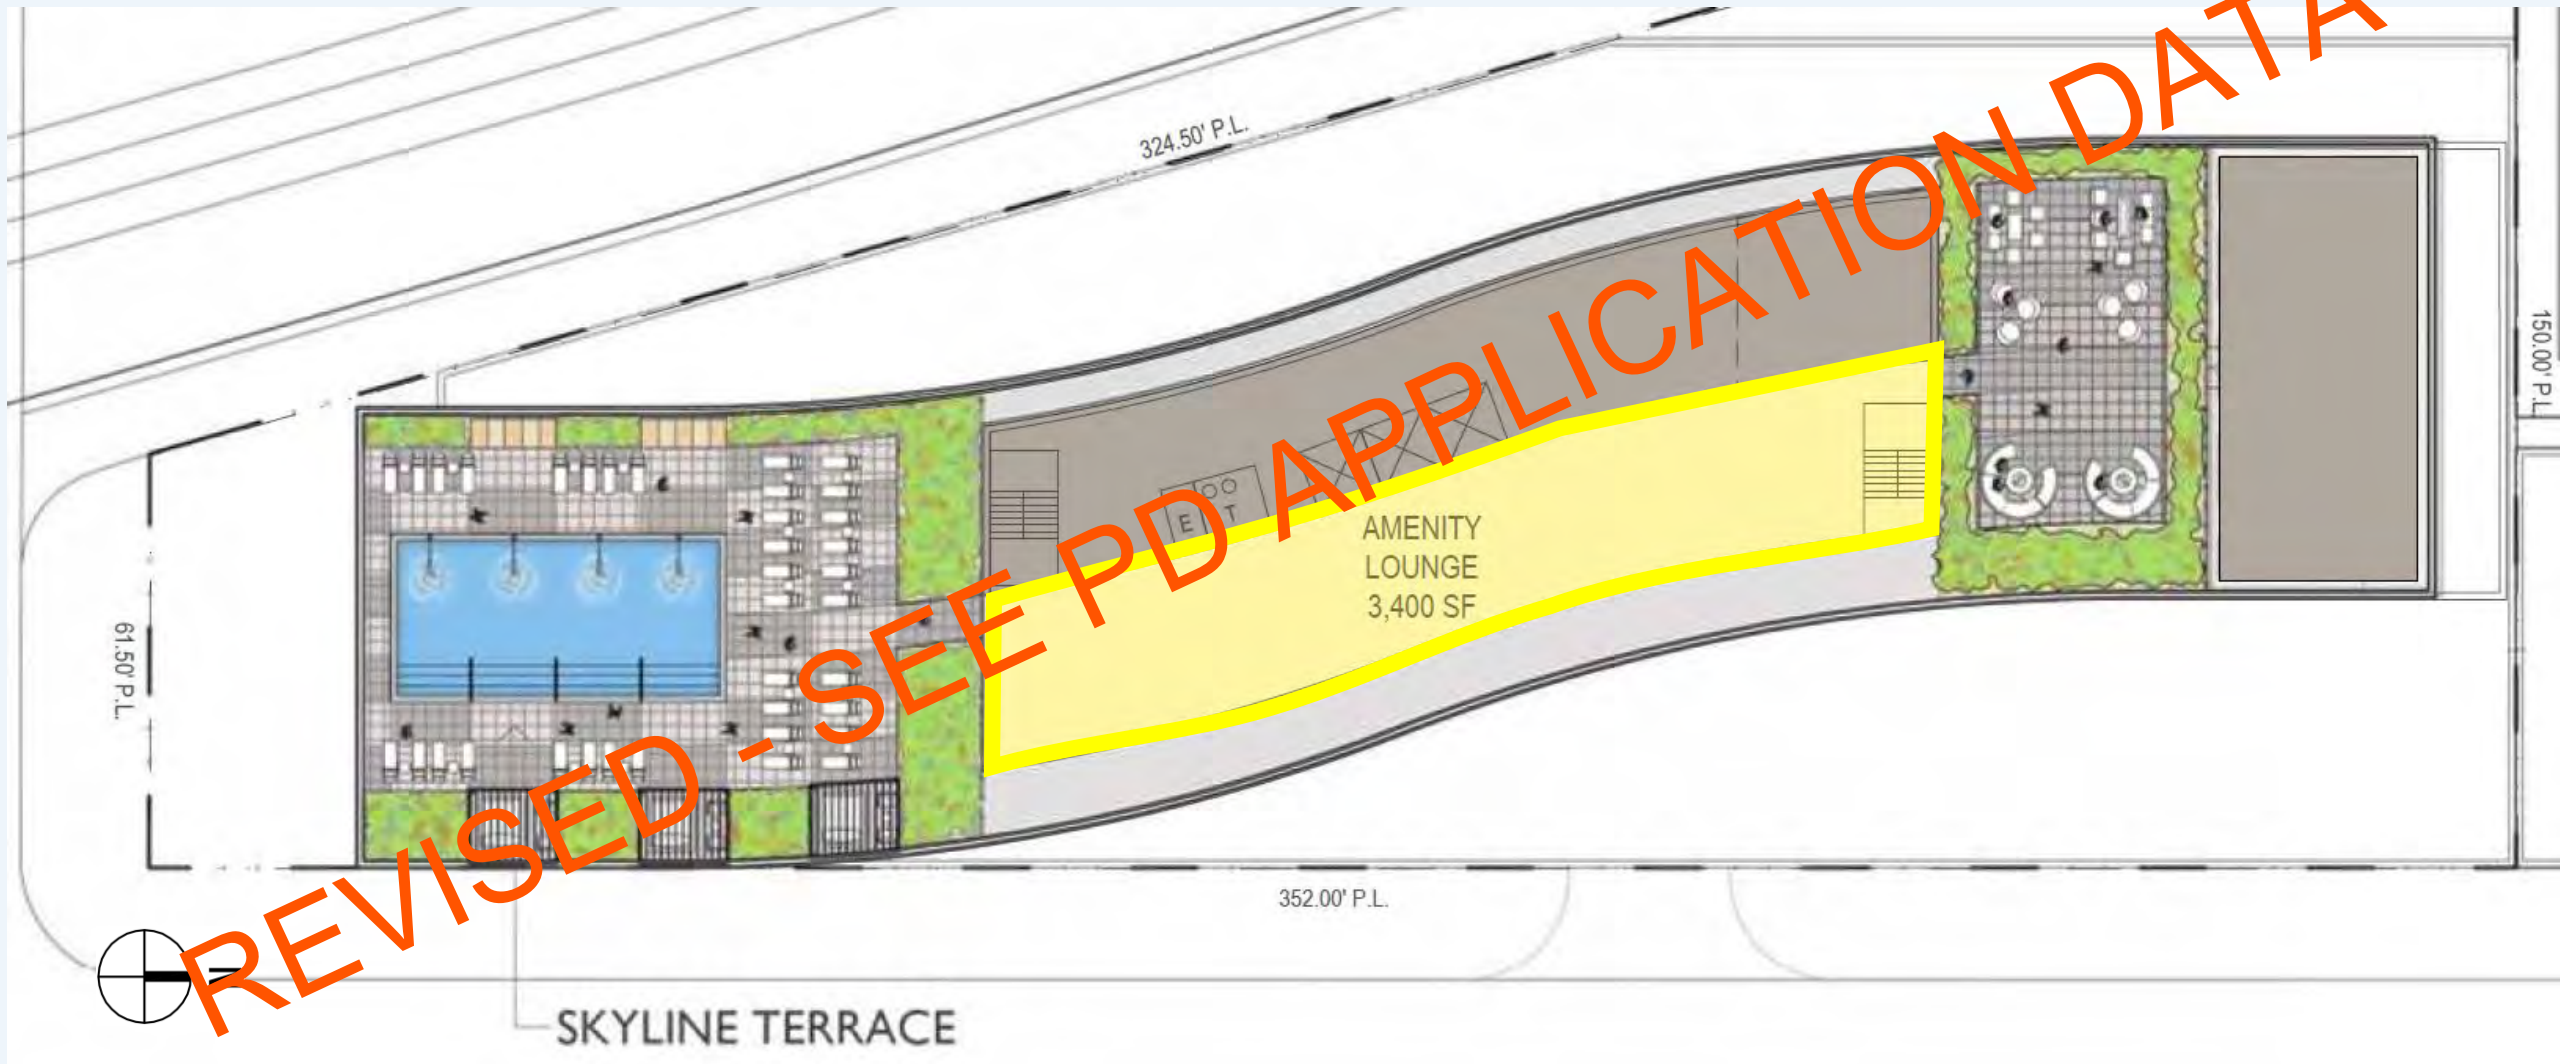 324.50' P.L.
REVISED - SEE PD APPLICATION DATA
150.00' P.L.
E T
AMENITY
LOUNGE
3,400 SF
61.50' P.L.
352.00' P.L.
SKYLINE TERRACE